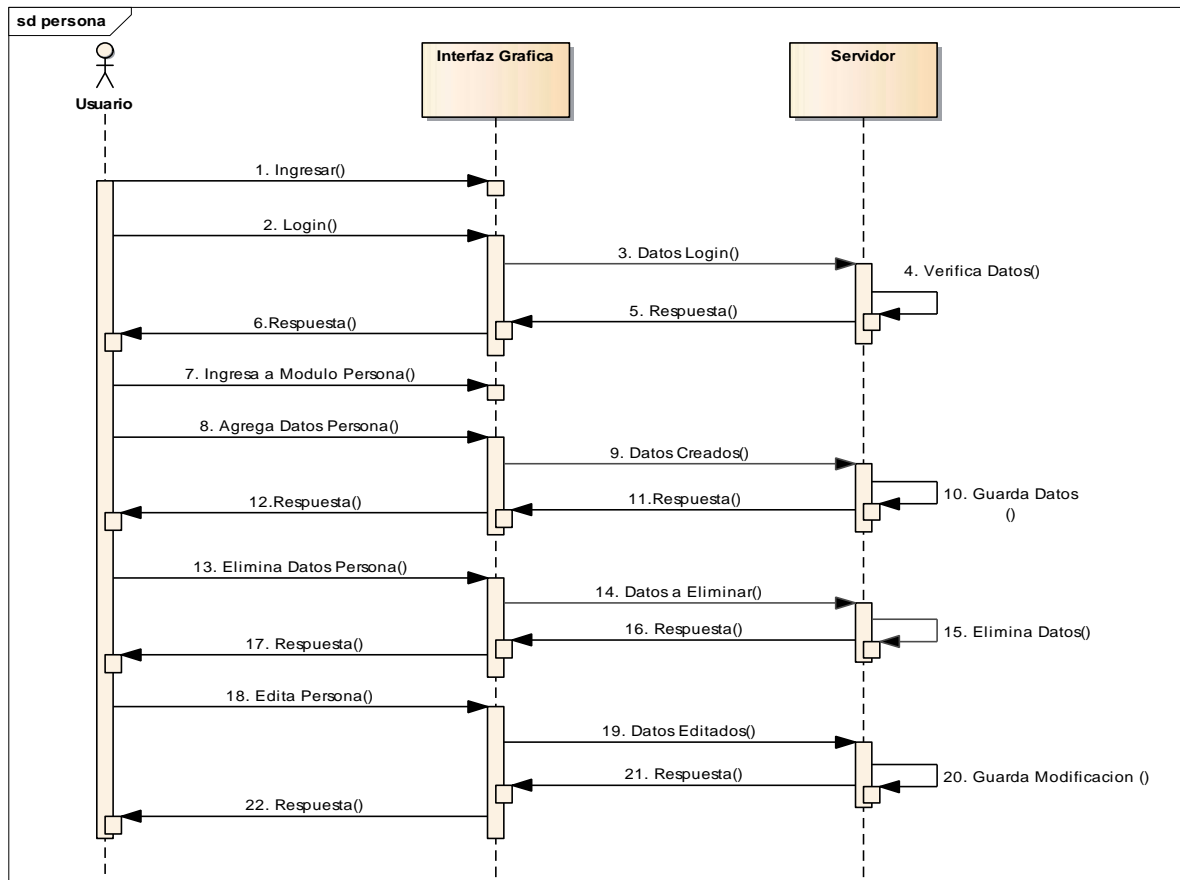 sd persona
Usuario
Interfaz Grafica
Servidor
1. Ingresar()
2. Login()
3. Datos Login()
4. Verifica Datos()
5. Respuesta()
6.Respuesta()
7. Ingresa a Modulo Persona()
8. Agrega Datos Persona()
9. Datos Creados()
10. Guarda Datos
()
11.Respuesta()
12.Respuesta()
13. Elimina Datos Persona()
14. Datos a Eliminar()
15. Elimina Datos()
16. Respuesta()
17. Respuesta()
18. Edita Persona()
19. Datos Editados()
20. Guarda Modificacion ()
21. Respuesta()
22. Respuesta()